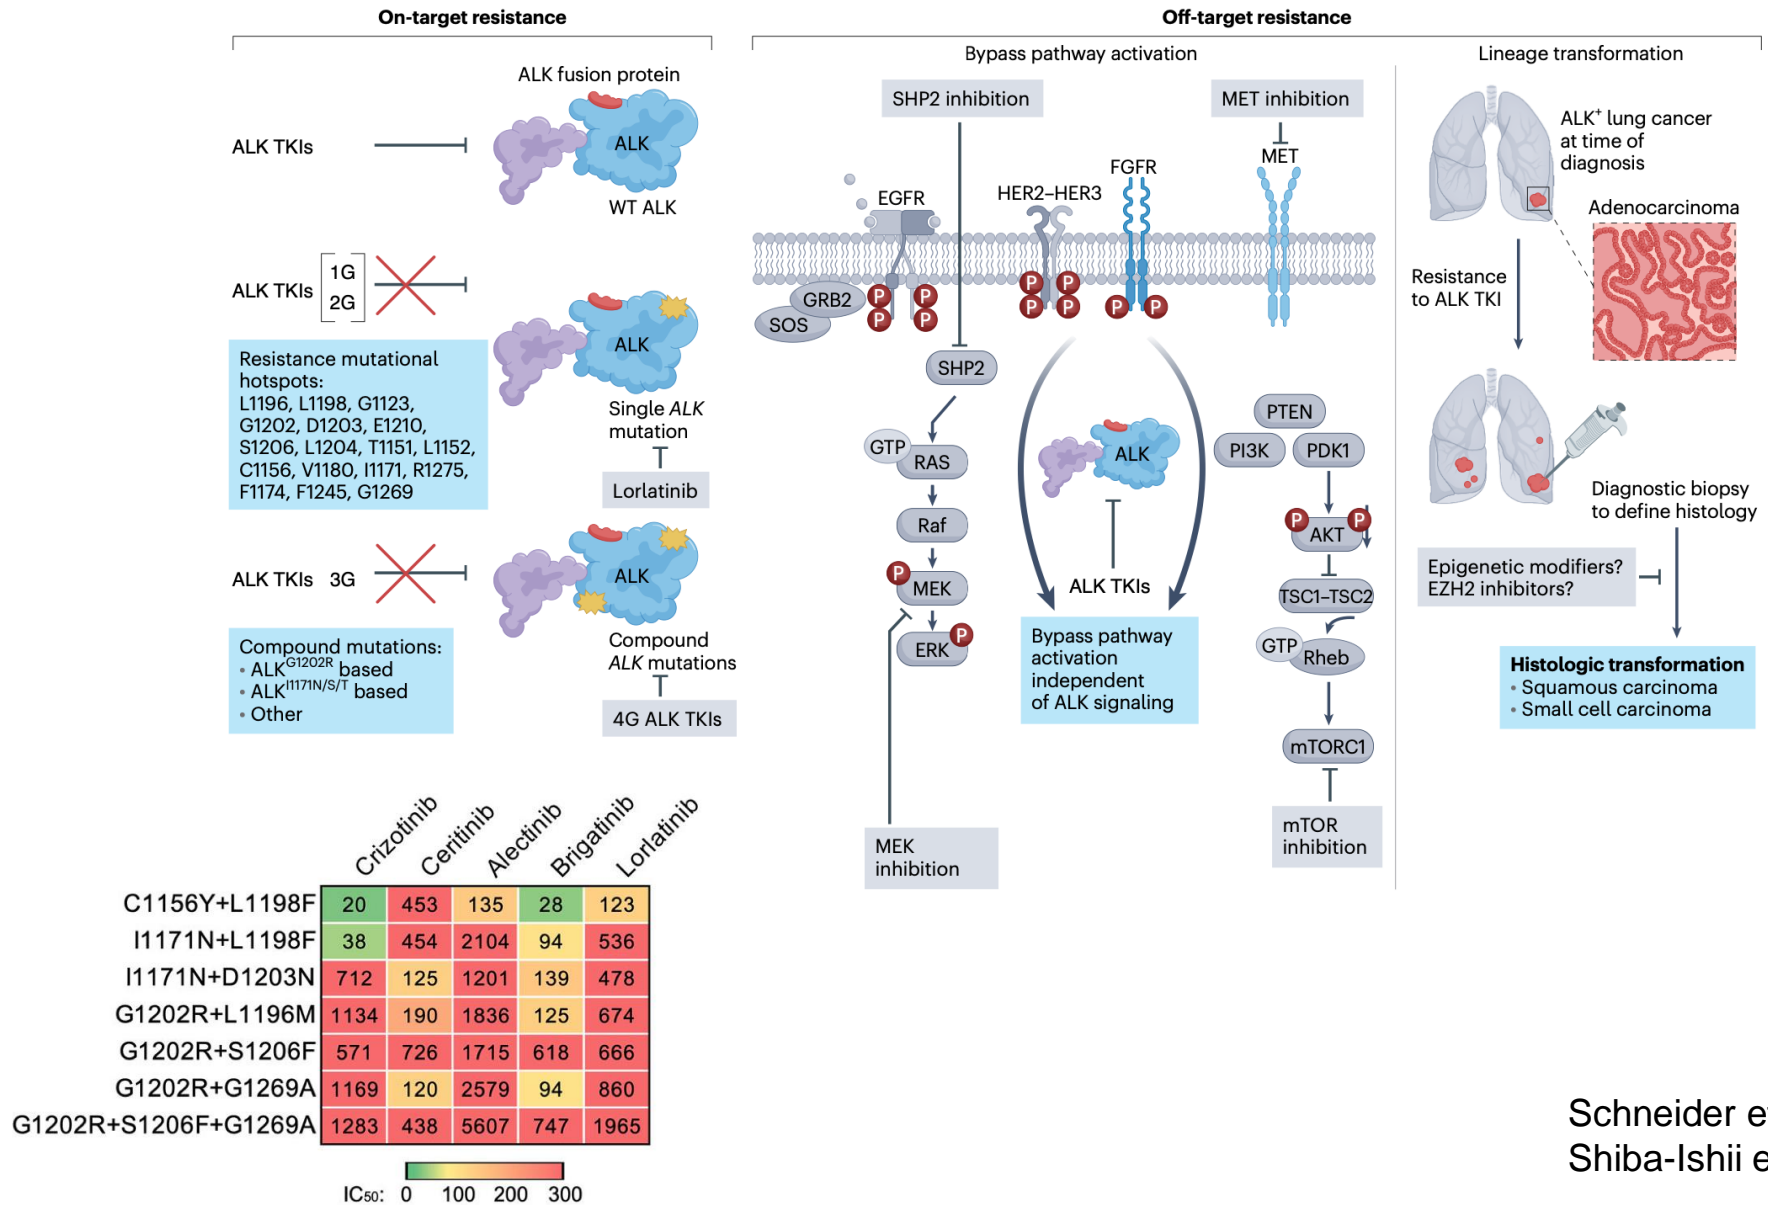 On-target resistance
ALK fusion protein
ALK TKIs
ALK
WT ALK
ALK TKIs
1G
2G
ALK
Resistance mutational
hotspots:
L1196, L1198, G1123,
G1202, D1203, E1210,
S1206, L1204, T1151, L1152,
C1156, V1180, I1171, R1275,
F1174, F1245, G1269
Single ALK
mutation
Lorlatinib
ALK TKIs 3G
ALK
Compound mutations:
• ALKG1202R based
• ALKI1171N/S/T based
• Other
Compound
ALK mutations
4G ALK TKIs
Off-target resistance
Bypass pathway activation
SHP2 inhibition
MET inhibition
EGFR
HER2–HER3
FGFR
MET
GRB2
SOS
P
P
P
P
P
P
P
P
P
P
SHP2
GTP
RAS
Raf
P
MEK
P
ERK
MEK
inhibition
ALK
ALK TKIs
Bypass pathway
activation
independent
of ALK signaling
PTEN
PI3K
PDK1
P
P
AKT
TSC1–TSC2
GTP
Rheb
mTORC1
mTOR
inhibition
Lineage transformation
ALK+ lung cancer
at time of
diagnosis
Adenocarcinoma
Resistance
to ALK TKI
Diagnostic biopsy
to define histology
Epigenetic modifiers?
EZH2 inhibitors?
Histologic transformation
• Squamous carcinoma
• Small cell carcinoma
Crizotinib Ceritinib Alectinib Brigatinib Lorlatinib
C1156Y+L1198F 20 453 135 28 123
I1171N+L1198F 38 454 2104 94 536
I1171N+D1203N 712 125 1201 139 478
G1202R+L1196M 1134 190 1836 125 674
G1202R+S1206F 571 726 1715 618 666
G1202R+G1269A 1169 120 2579 94 860
G1202R+S1206F+G1269A 1283 438 5607 747 1965
IC50: 0 100 200 300
Schneider e
Shiba-Ishii e